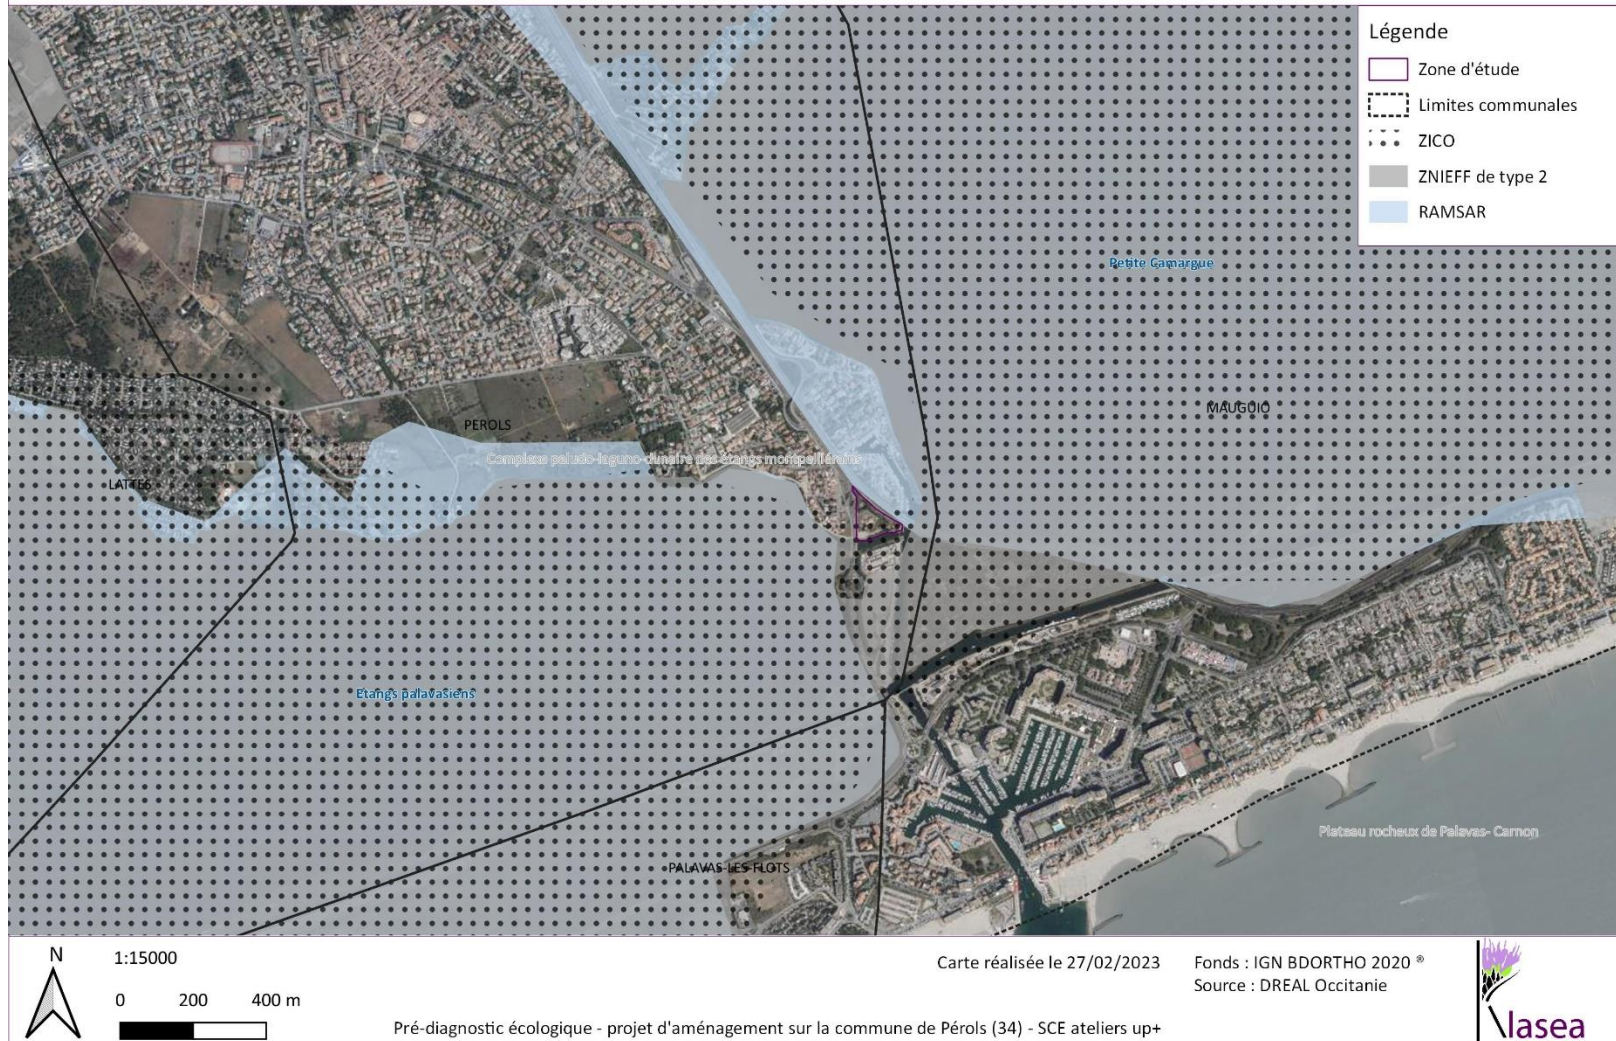 Légende
Zone d'étude
Limites communales
ZICO
ZNIEFF de type 2
RAMSAR
Petite Camargue
MAUGUIO
PEROLS
Complexe paludo-laguno-dunaire des étangs montpelliérains
LATTES
Etangs palavasiens
Plateau rocheux de Palavas- Carnon
PALAVAS-LES-FLOTS
N
1:15000
0 200 400 m
Carte réalisée le 27/02/2023
Fonds : IGN BDORTHO 2020 ®
Source : DREAL Occitanie
Pré-diagnostic écologique - projet d'aménagement sur la commune de Pérols (34) - SCE ateliers up+
lasea